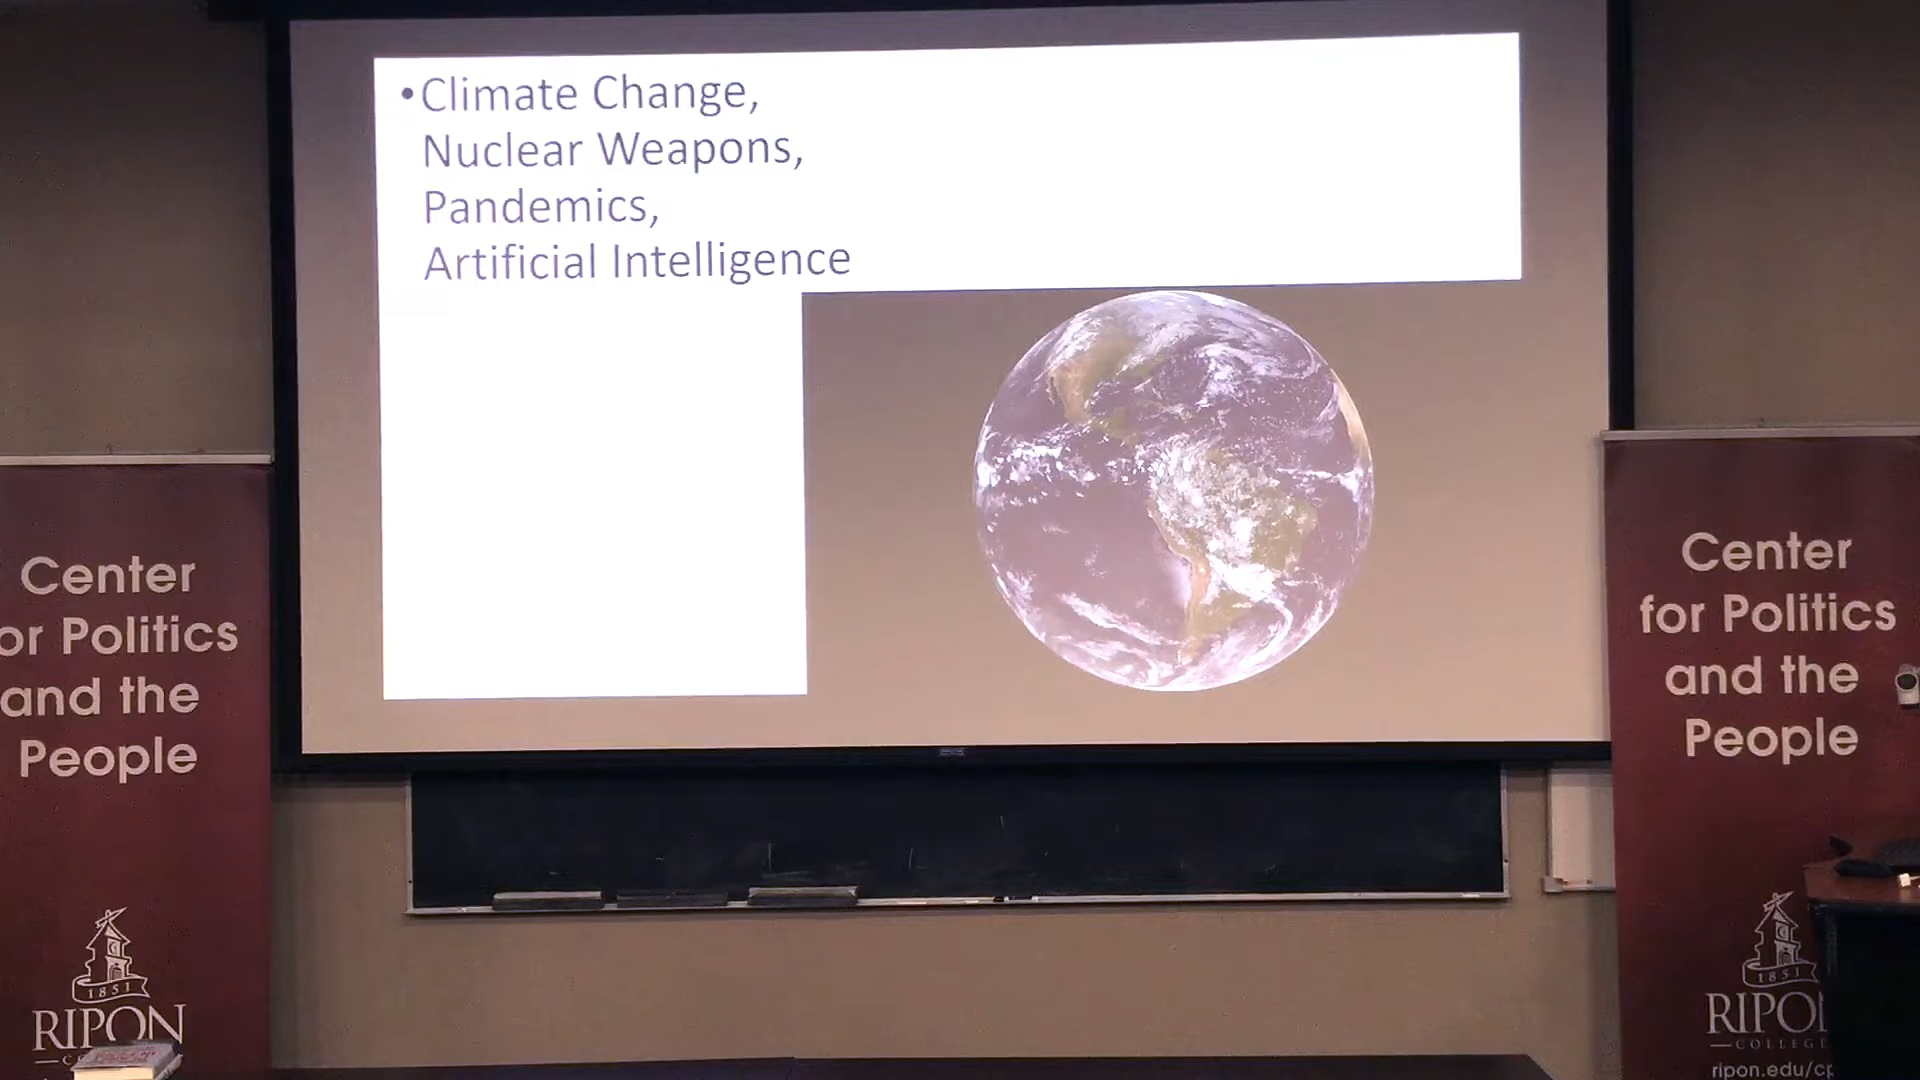 •Climate Change,
Nuclear Weapons,
Pandemics,
Artificial Intelligence
Center
or Politics
and the
People
1851
RIPON
Center
for Politics
and the
People
1851
RIPO
COLLEGE
ripon.edu/cp